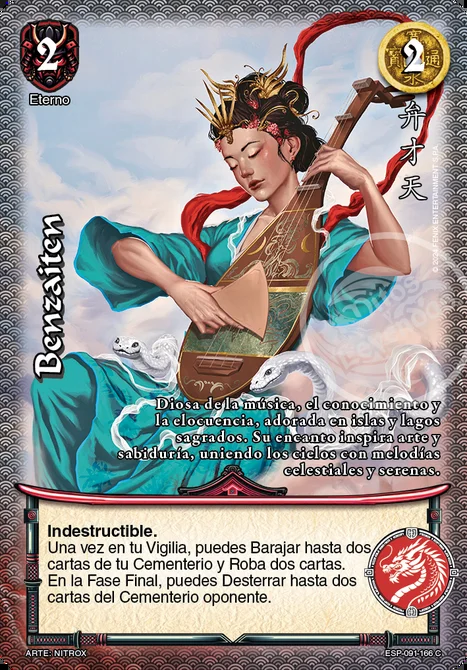 2
Eterno
2
弁才天
Benzaiten
Diosa de la música, el conocimiento y
la elocuencia, adorada en islas y lagos
sagrados. Su encanto inspira arte y
sabiduría, uniendo los cielos con melodías
celestiales y serenas.
Indestructible.
Una vez en tu Vigilia, puedes Barajar hasta dos
cartas de tu Cementerio y Roba dos cartas.
En la Fase Final, puedes Desterrar hasta dos
cartas del Cementerio oponente.
ARTE: NITROX
ESP-091-166 C